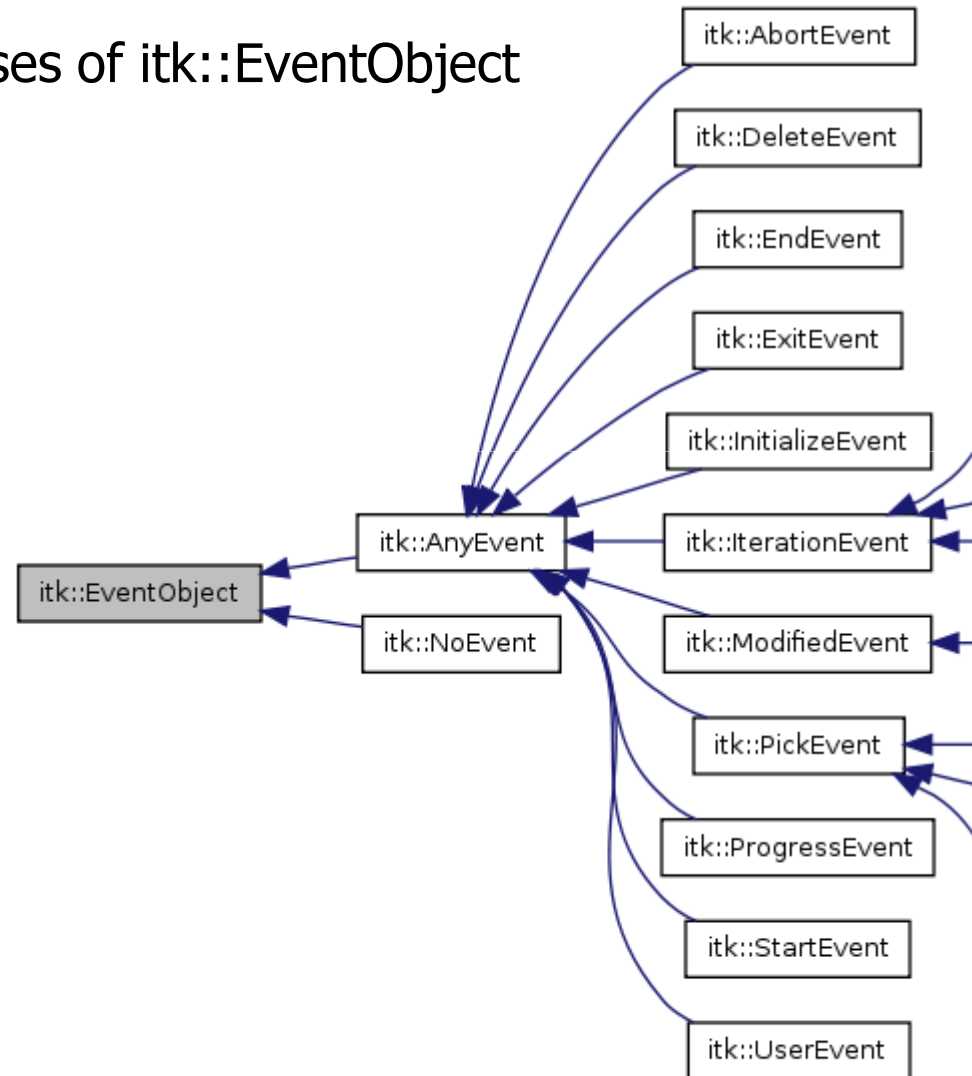 ses of itk::EventObject
itk::AbortEvent
itk::DeleteEvent
itk::EndEvent
itk::ExitEvent
itk::InitializeEvent
itk::AnyEvent
itk::IterationEvent
itk::EventObject
itk::NoEvent
itk::ModifiedEvent
itk::PickEvent
itk::ProgressEvent
itk::StartEvent
itk::UserEvent